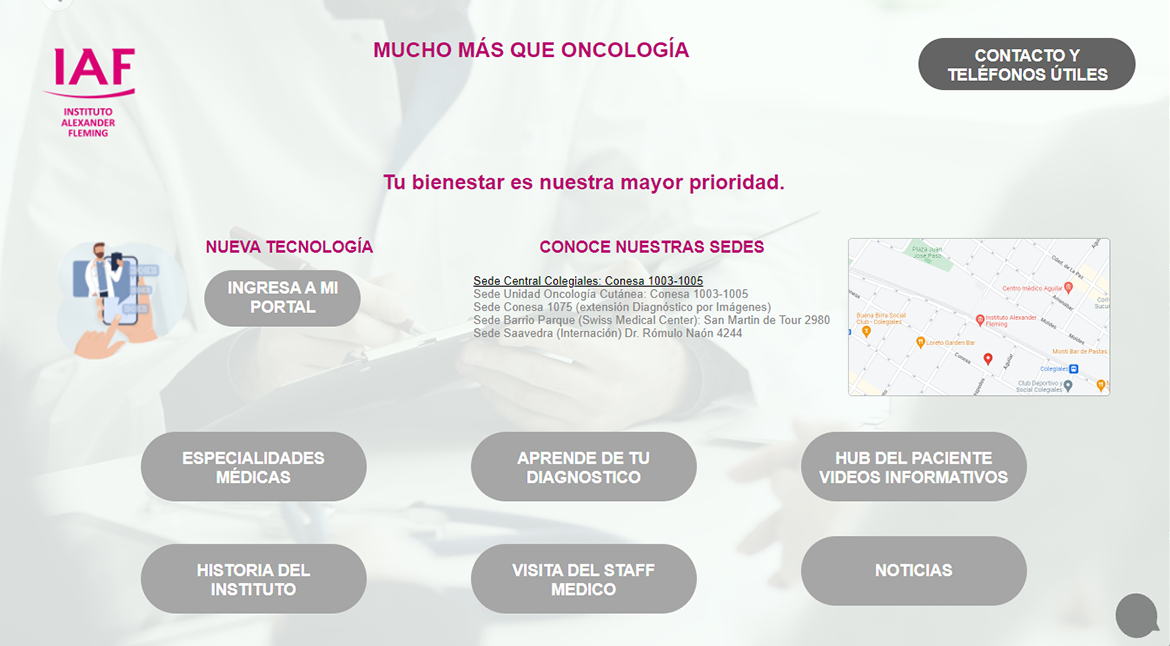 IAF
INSTITUTO
ALEXANDER
FLEMING
MUCHO MÁS QUE ONCOLOGÍA
CONTACTO Y
TELÉFONOS ÚTILES
Tu bienestar es nuestra mayor prioridad.
NUEVA TECNOLOGÍA
INGRESA A MI
PORTAL
CONOCE NUESTRAS SEDES
Sede Central Colegiales: Conesa 1003-1005
Sede Unidad Oncología Cutánea: Conesa 1003-1005
Sede Conesa 1075 (extensión Diagnóstico por Imágenes)
Sede Barrio Parque (Swiss Medical Center): San Martin de Tour 2980
Sede Saavedra (Internación) Dr. Rómulo Naón 4244
Plaza Juan
José Paso
Cdad. de La Paz
Centro Médico Aguilar
Amenábar
Buena Birra Social
Club - Colegiales
Instituto Alexander
Fleming
Moldes
Moldes
Loreto Garden Bar
Conesa
Aguilar
Monti Bar de Pastas
Colegiales
Club Deportivo y
Social Colegiales
ESPECIALIDADES
MÉDICAS
APRENDE DE TU
DIAGNOSTICO
HUB DEL PACIENTE
VIDEOS INFORMATIVOS
HISTORIA DEL
INSTITUTO
VISITA DEL STAFF
MEDICO
NOTICIAS